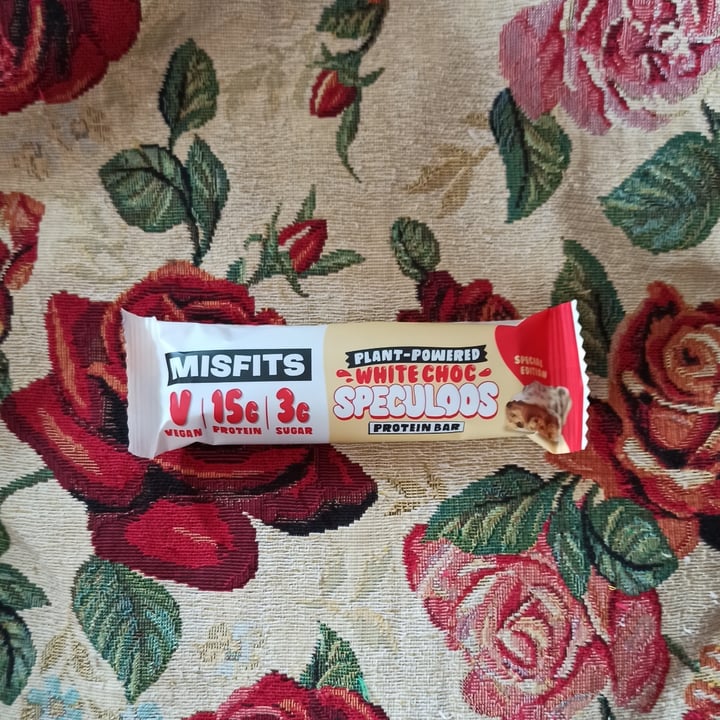 MISFITS
V
VEGAN
15G
PROTEIN
3G
SUGAR
PLANT-POWERED
WHITE CHOC
SPECULOOS
PROTEIN BAR
SPECIAL
EDITION